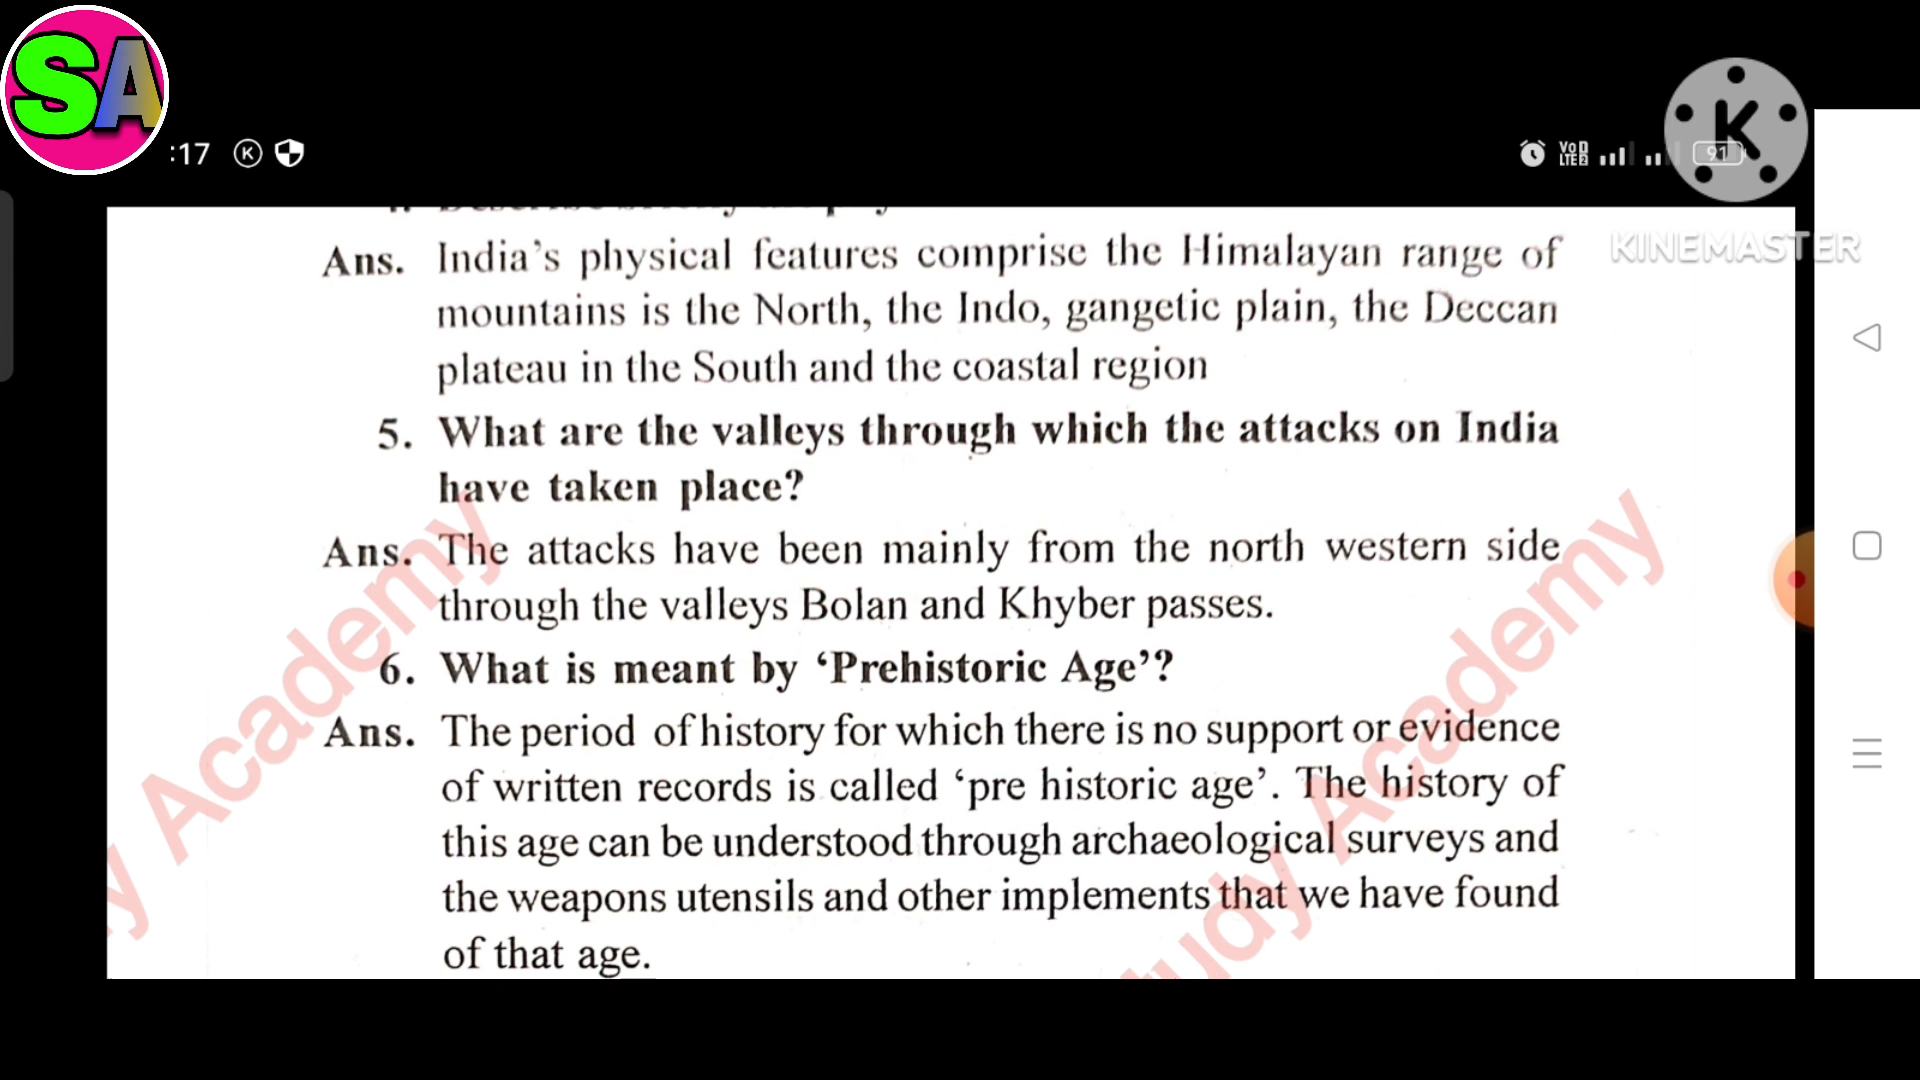 SA
:17
VoD
LTE2
91
K
KINEMASTER
Ans. India's physical features comprise the Himalayan range of
mountains is the North, the Indo, gangetic plain, the Deccan
plateau in the South and the coastal region
5. What are the valleys through which the attacks on India
have taken place?
Ans. The attacks have been mainly from the north western side
through the valleys Bolan and Khyber passes.
6. What is meant by ‘Prehistoric Age’?
Ans. The period of history for which there is no support or evidence
of written records is called ‘pre historic age’. The history of
this age can be understood through archaeological surveys and
the weapons utensils and other implements that we have found
of that age.
y Academy
tudy Academy